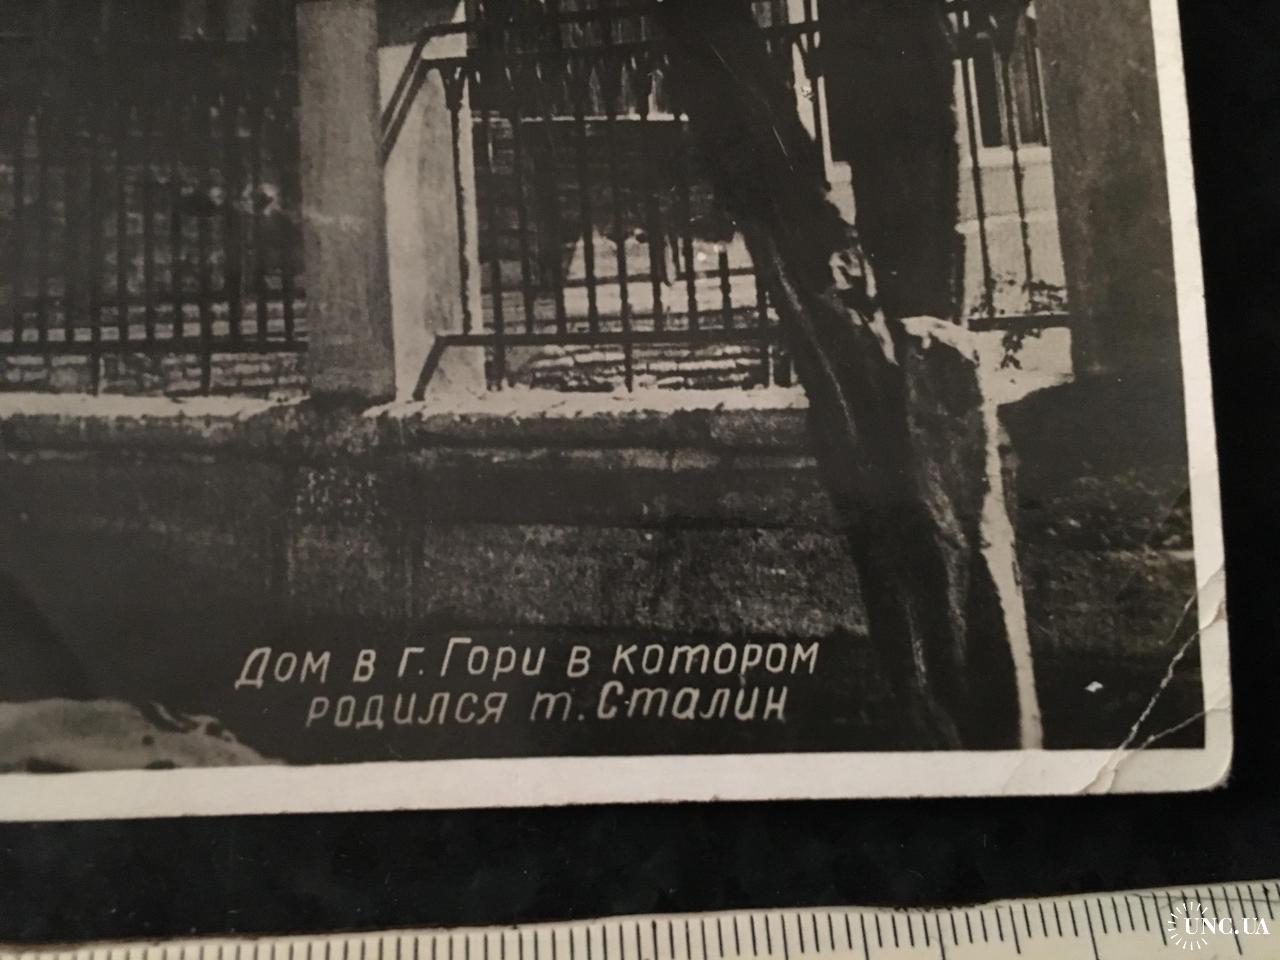 Дом в г. Гори в котором
родился т. Сталин
UNC.UA